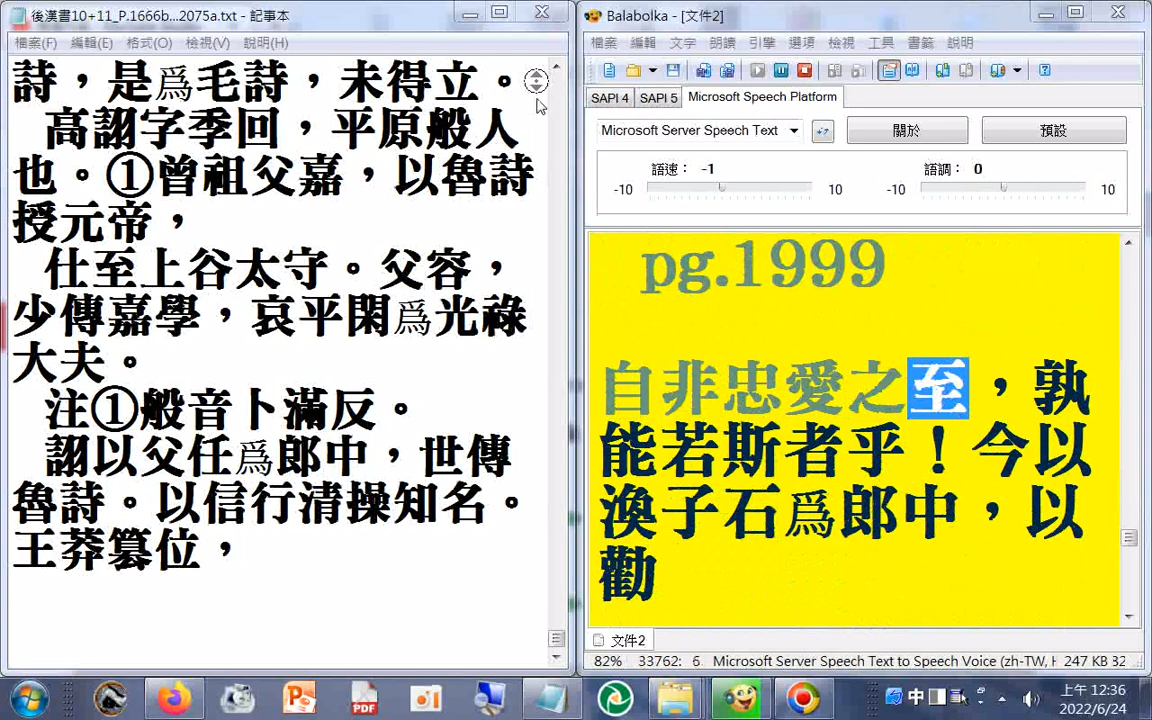 後漢書10+11_P.1666b...2075a.txt - 記事本
檔案(F) 編輯(E) 格式(O) 檢視(V) 說明(H)
詩，是爲毛詩，未得立。
高詡字季回，平原般人
也。①曾祖父嘉，以魯詩
授元帝，
仕至上谷太守。父容，
少傳嘉學，哀平閑爲光祿
大夫。
注①般音卜滿反。
詡以父任爲郎中，世傳
魯詩。以信行清操知名。
王莽篡位，
Balabolka - [文件2]
檔案 編輯 文字 朗讀 引擎 選項 檢視 工具 書籤 說明
SAPI 4 SAPI 5 Microsoft Speech Platform
Microsoft Server Speech Text 關於 預設
語速： -1 語調： 0
-10 10 -10 10
pg.1999
自非忠愛之至，孰
能若斯者乎！今以
渙子石爲郎中，以
勸
文件2
82% 33762: 6 Microsoft Server Speech Text to Speech Voice (zh-TW, H 247 KB 32
中 上午 12:36
2022/6/24